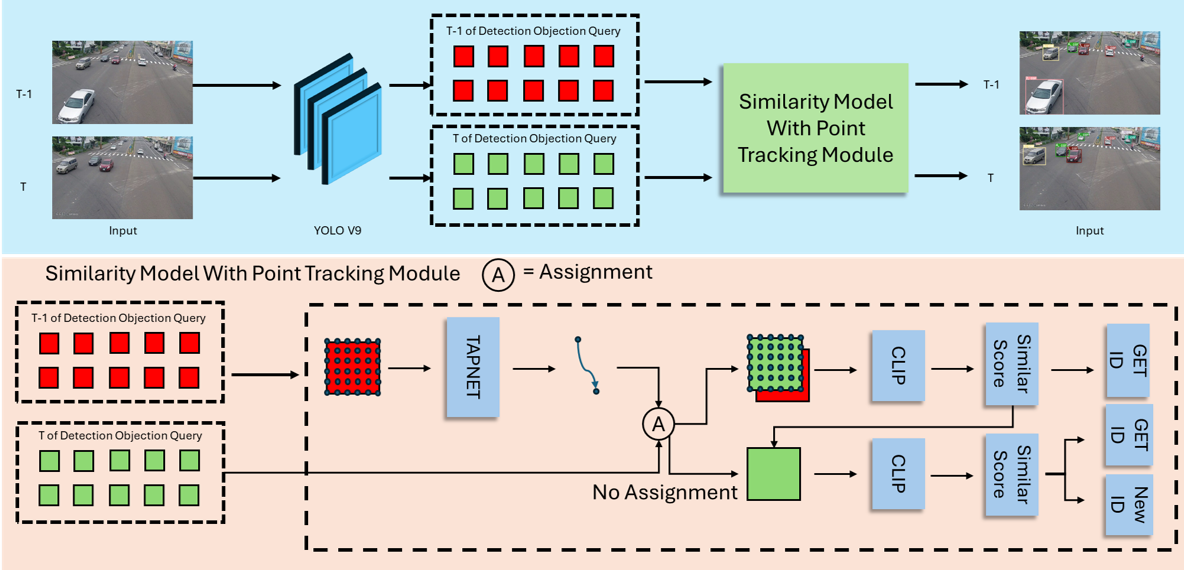 T-1 of Detection Objection Query
T-1
T
Input
YOLO V9
T of Detection Objection Query
Similarity Model
With Point
Tracking Module
T-1
T
Input
Similarity Model With Point Tracking Module
A
= Assignment
T-1 of Detection Objection Query
T of Detection Objection Query
TAPNET
A
No Assignment
CLIP
Similar
Score
GET
ID
CLIP
Similar
Score
GET
ID
New
ID